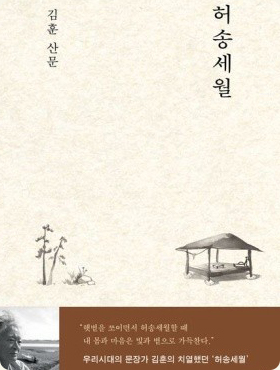 허송세월
김훈 산문
"햇볕을 쪼이면서 허송세월할 때
내 몸과 마음은 빛과 볕으로 가득찬다."
우리시대의 문장가 김훈의 치열했던 '허송세월'